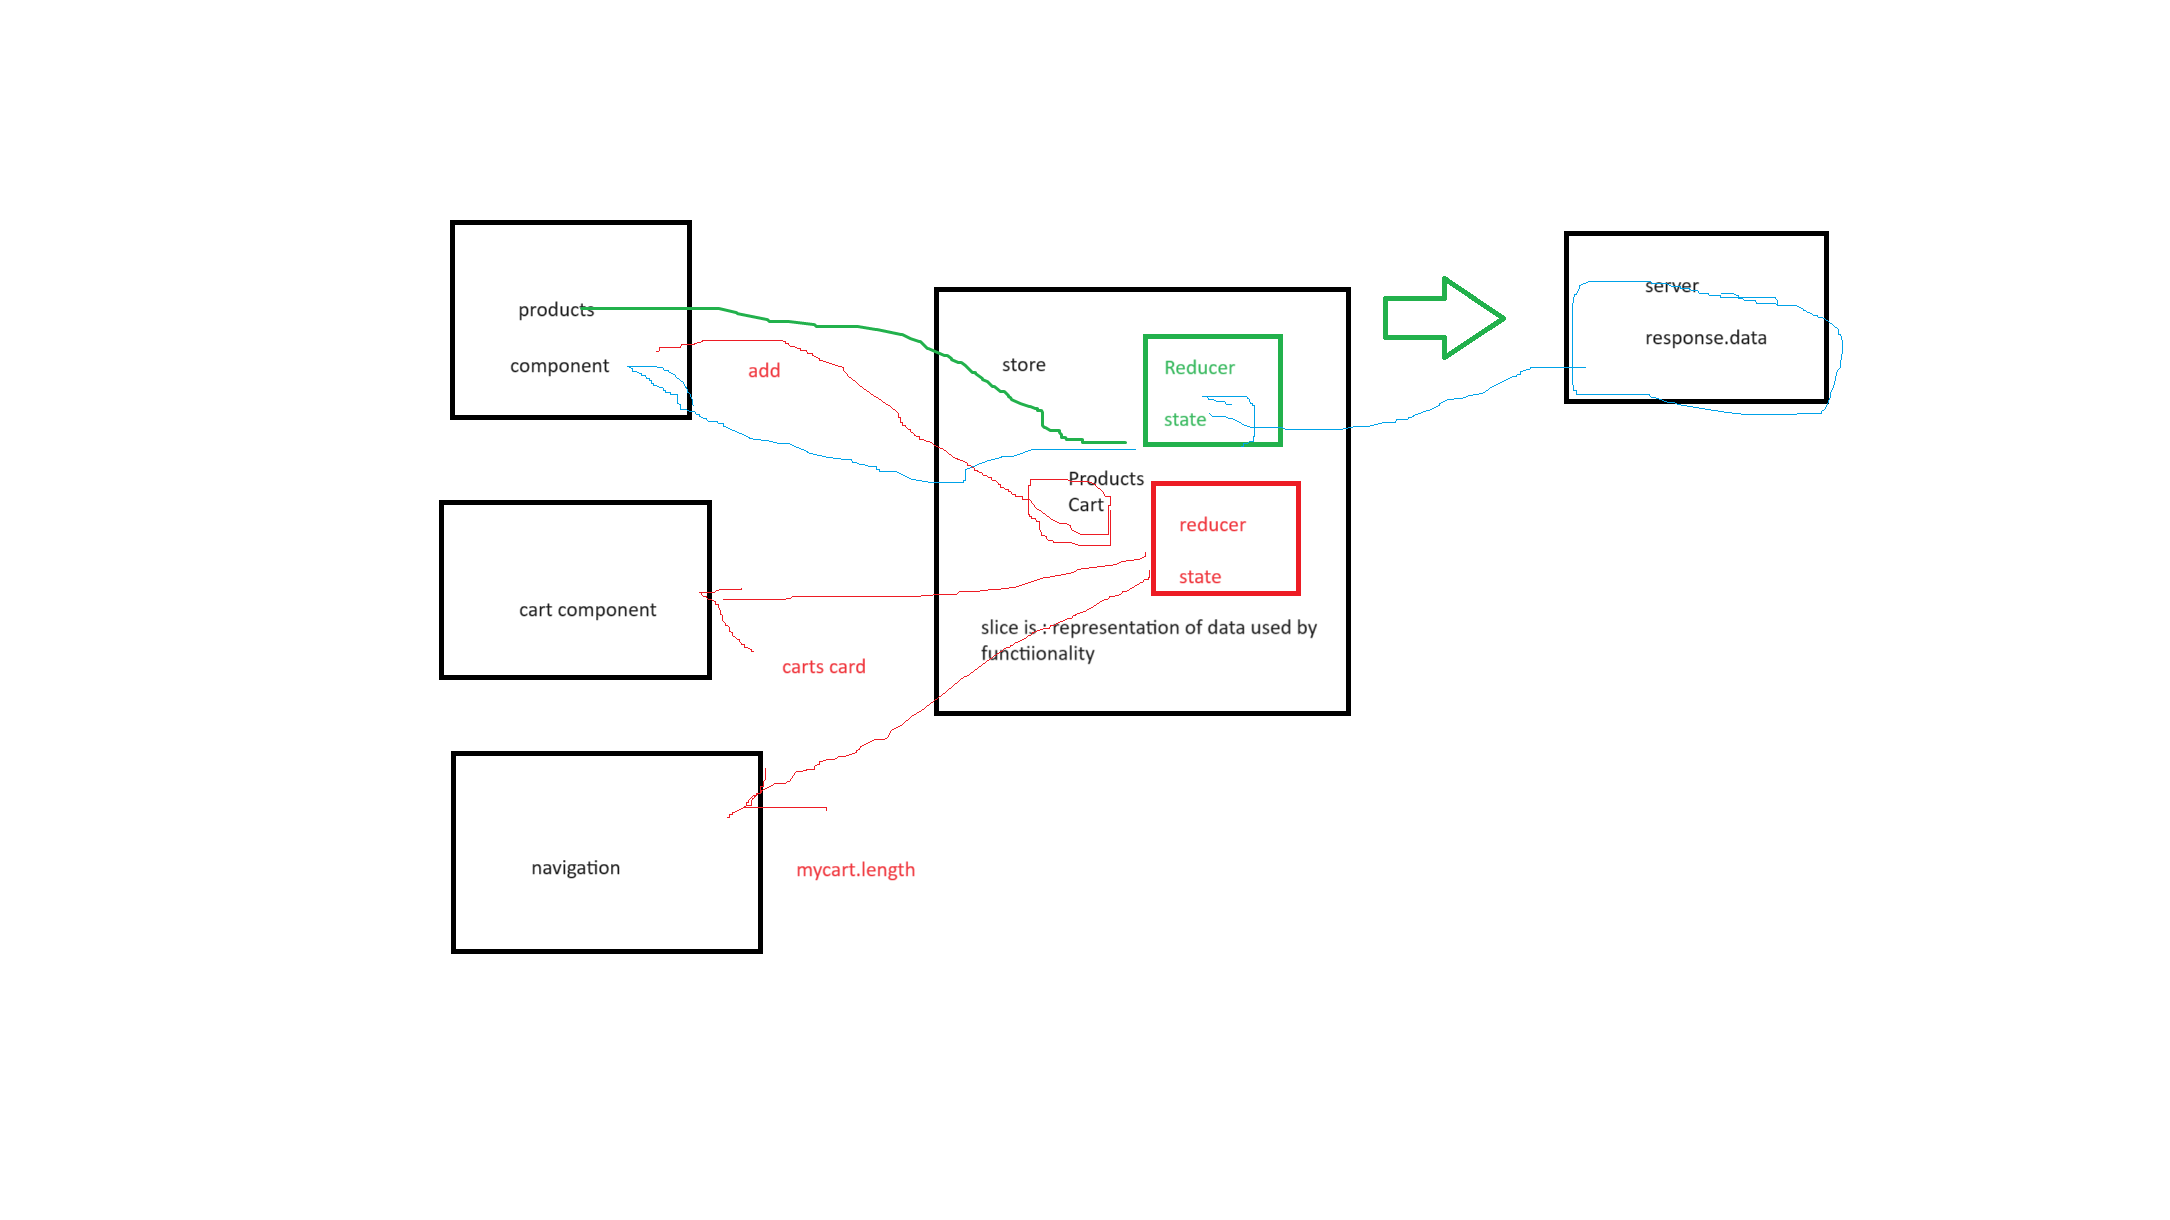 products
component
add
cart component
carts card
navigation
mycart.length
store
Reducer
state
Products
Cart
reducer
state
slice is : representation of data used by
functiionality
server
response.data